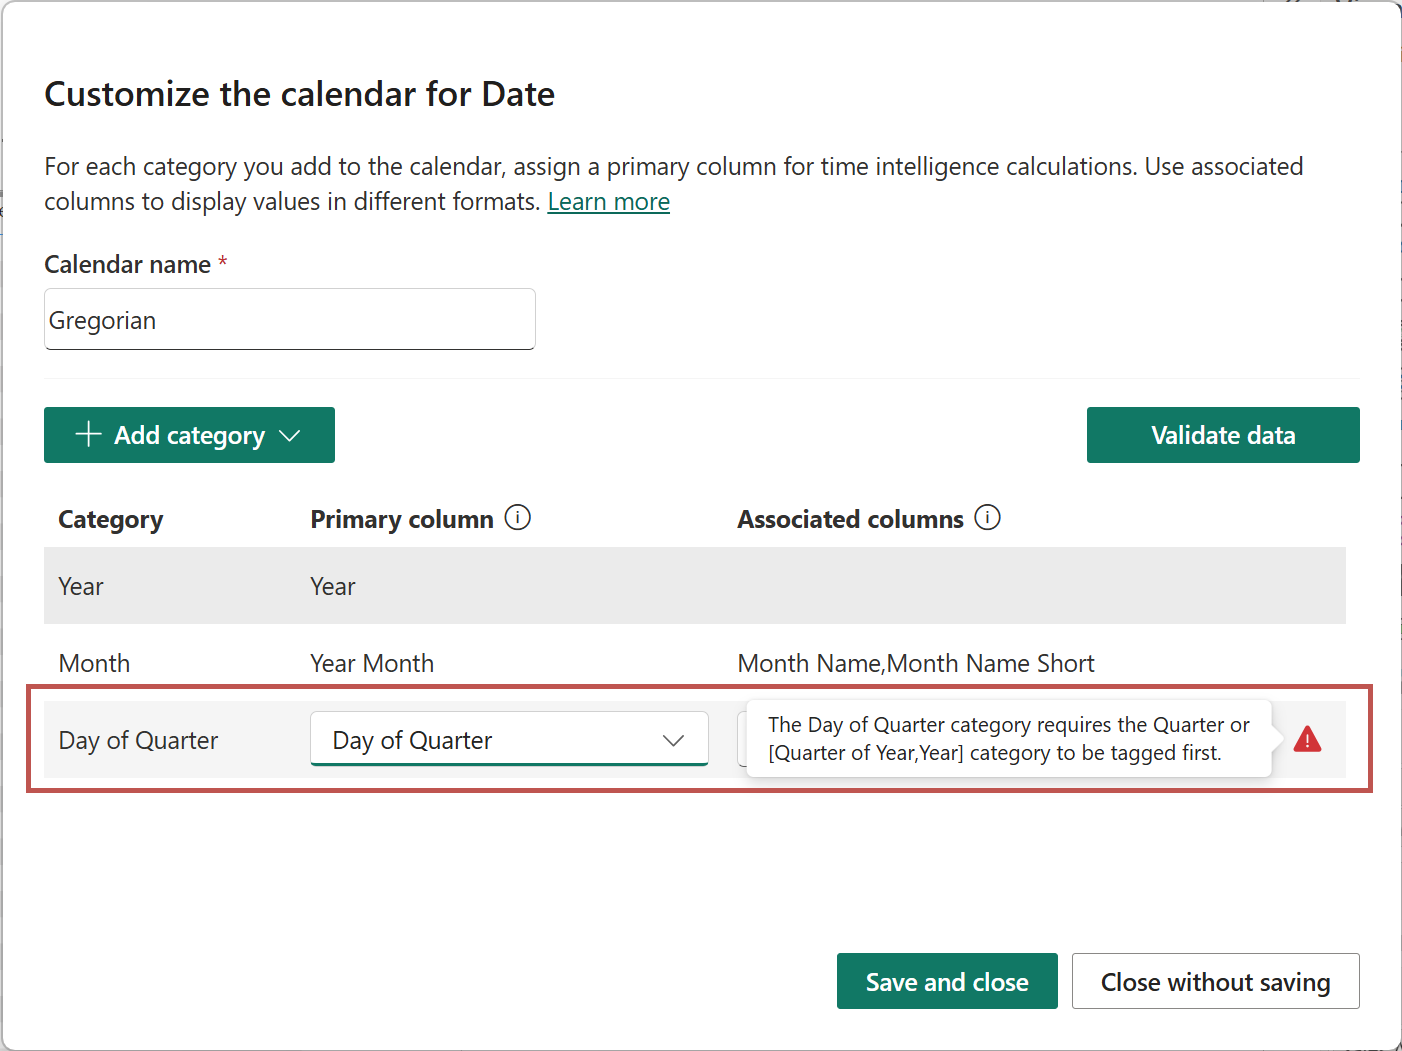 Customize the calendar for Date
For each category you add to the calendar, assign a primary column for time intelligence calculations. Use associated
columns to display values in different formats. Learn more
Calendar name *
Gregorian
Add category
Validate data
Category Primary column Associated columns
Year Year
Month Year Month Month Name,Month Name Short
Day of Quarter Day of Quarter
The Day of Quarter category requires the Quarter or
[Quarter of Year,Year] category to be tagged first.
Save and close
Close without saving